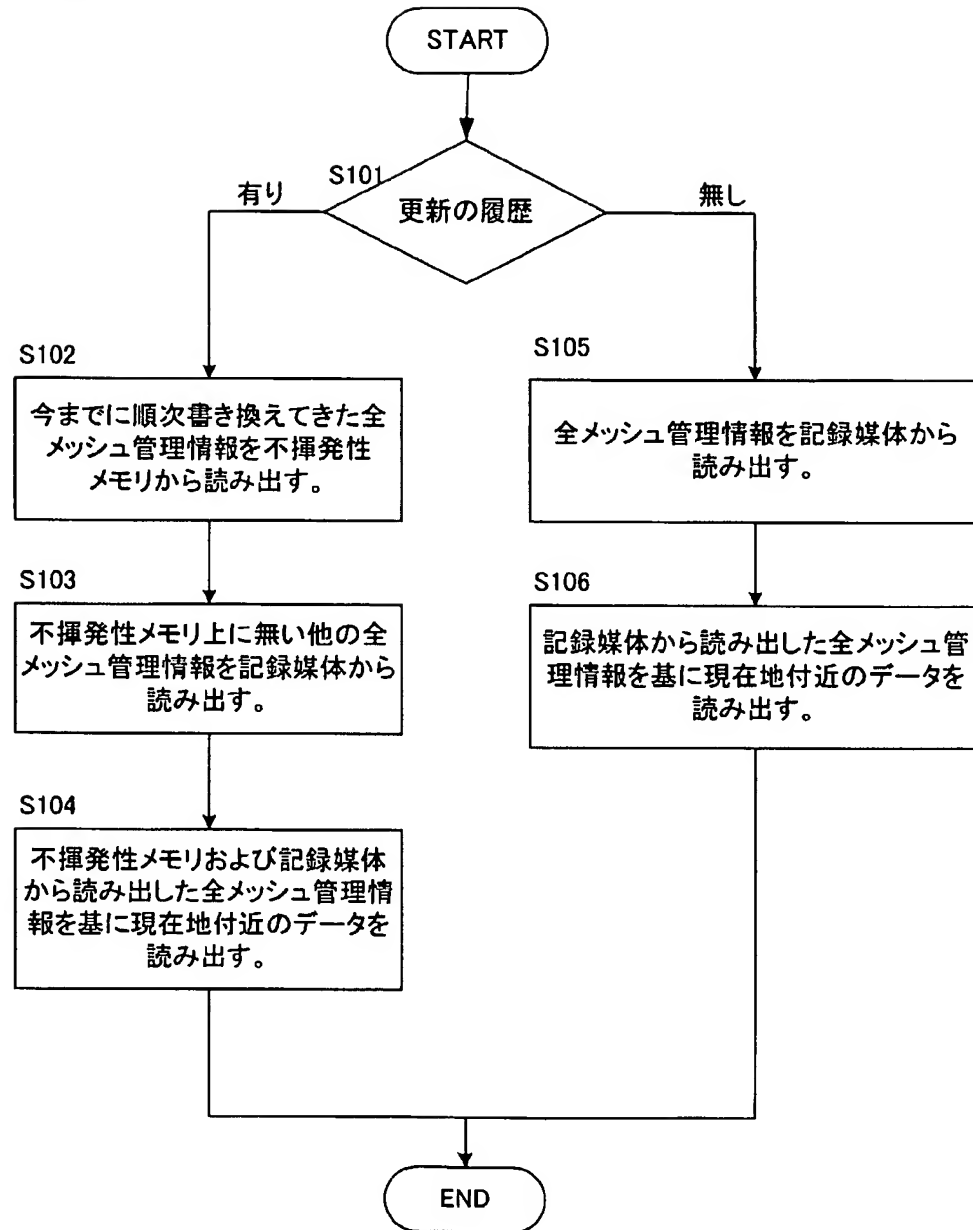 START
S101
有り
更新の履歴
無し
S102
今までに順次書き換えてきた全
メッシュ管理情報を不揮発性
メモリから読み出す。
S103
不揮発性メモリ上に無い他の全
メッシュ管理情報を記録媒体から
読み出す。
S104
不揮発性メモリおよび記録媒体
から読み出した全メッシュ管理情
報を基に現在地付近のデータを
読み出す。
S105
全メッシュ管理情報を記録媒体から
読み出す。
S106
記録媒体から読み出した全メッシュ管
理情報を基に現在地付近のデータを
読み出す。
END